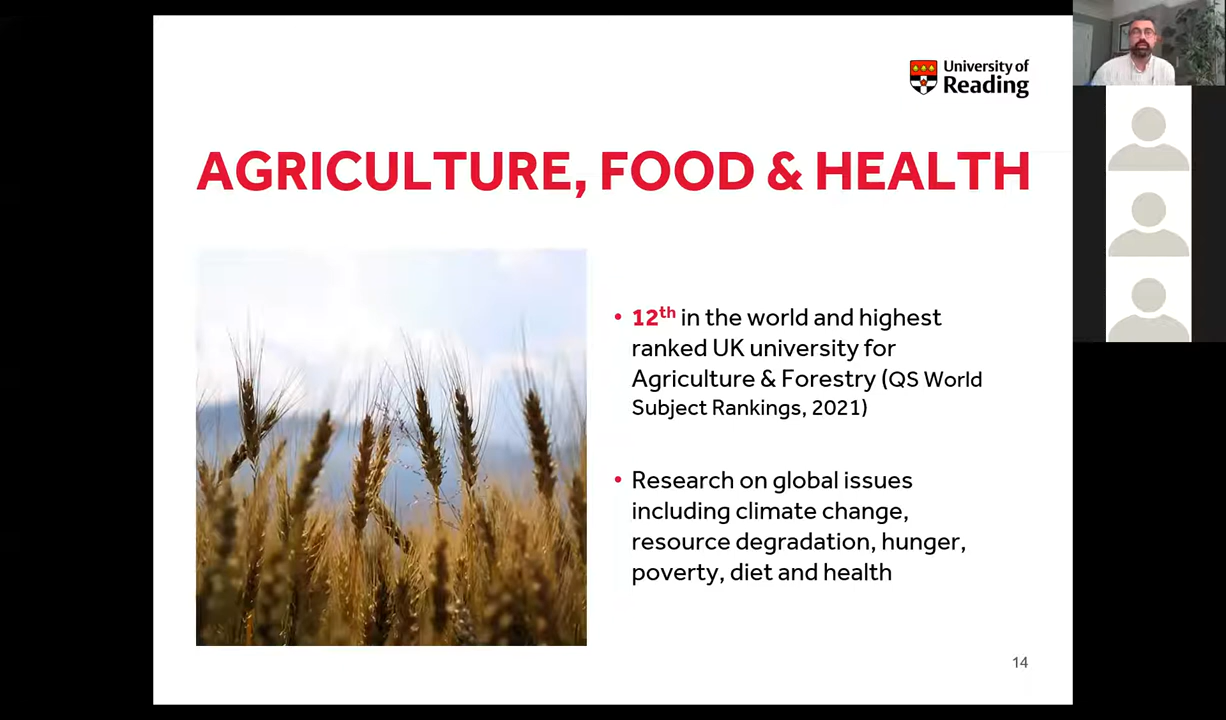 University of
Reading
AGRICULTURE, FOOD & HEALTH
• 12th in the world and highest
ranked UK university for
Agriculture & Forestry (QS World
Subject Rankings, 2021)
• Research on global issues
including climate change,
resource degradation, hunger,
poverty, diet and health
14